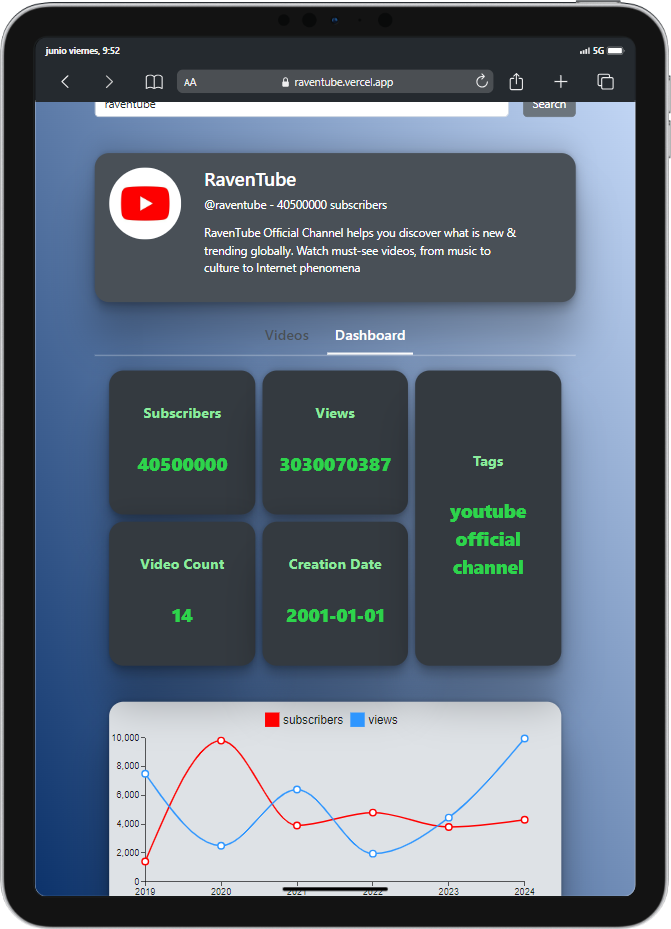 junio viernes, 9:52
5G
AA
raventube.vercel.app
raventube
Search
RavenTube
@raventube - 40500000 subscribers
RavenTube Official Channel helps you discover what is new &
trending globally. Watch must-see videos, from music to
culture to Internet phenomena
Videos
Dashboard
Subscribers
40500000
Views
3030070387
Tags
youtube
official
channel
Video Count
14
Creation Date
2001-01-01
subscribers
views
10,000
8,000
6,000
4,000
2,000
0
2019
2020
2021
2022
2023
2024